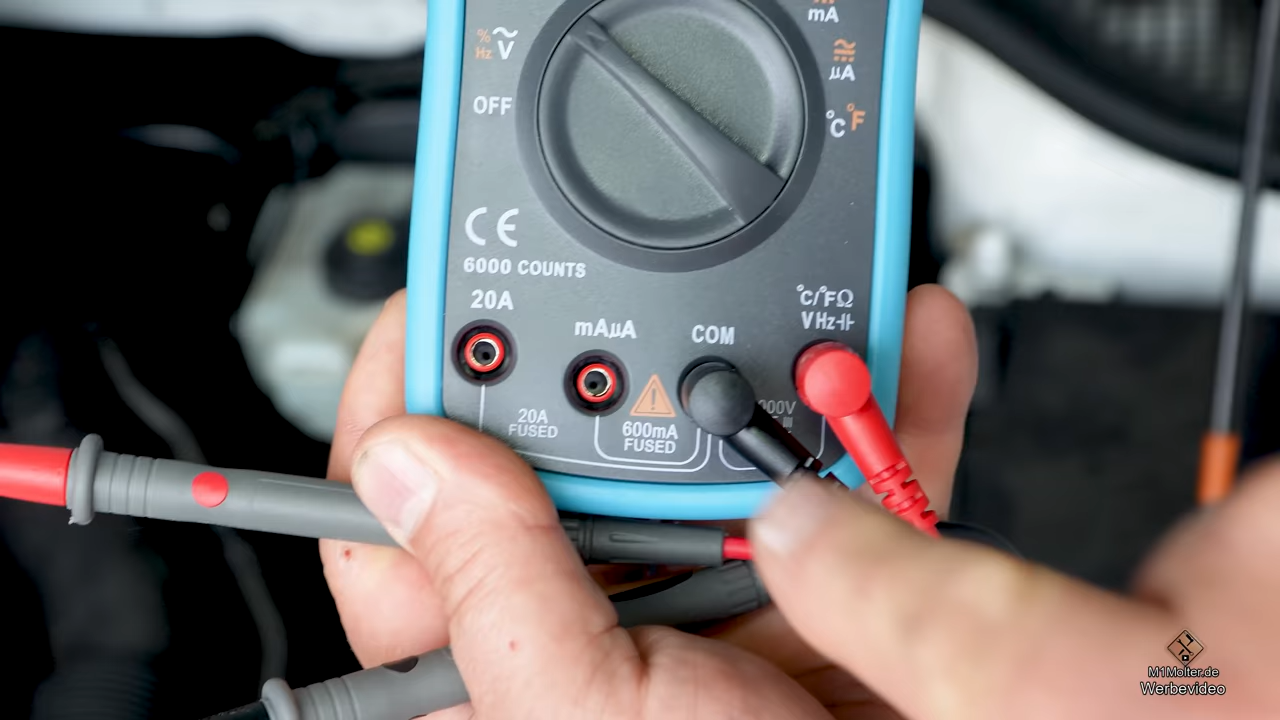 mA
%
Hz
V
μA
OFF
°C °F
CE
6000 COUNTS
20A
mAμA
COM
°C/°FΩ
VHz
20A
FUSED
600mA
FUSED
M1Molter.de
Werbevideo